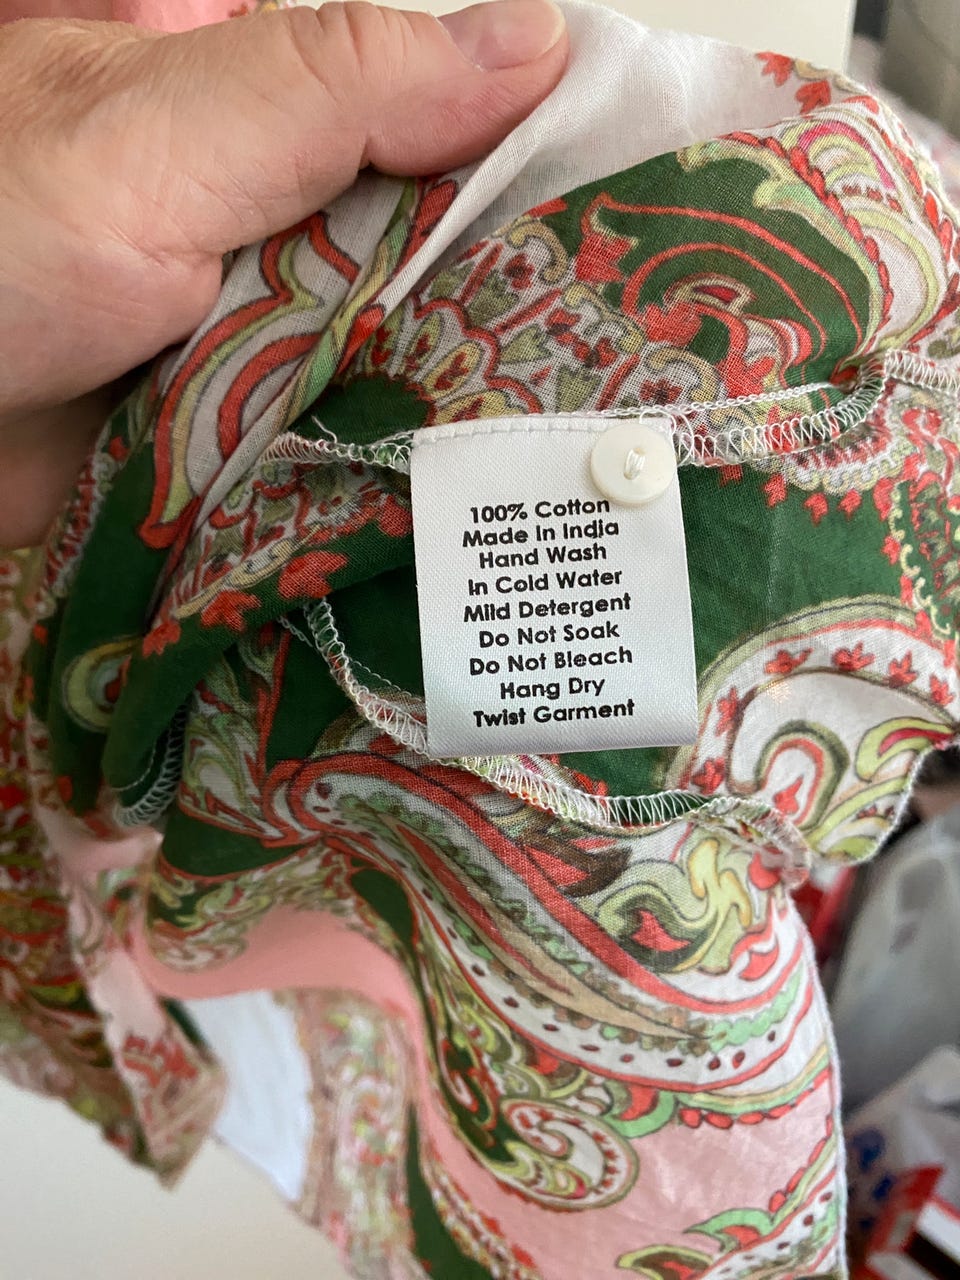 100% Cotton
Made In India
Hand Wash
In Cold Water
Mild Detergent
Do Not Soak
Do Not Bleach
Hang Dry
Twist Garment